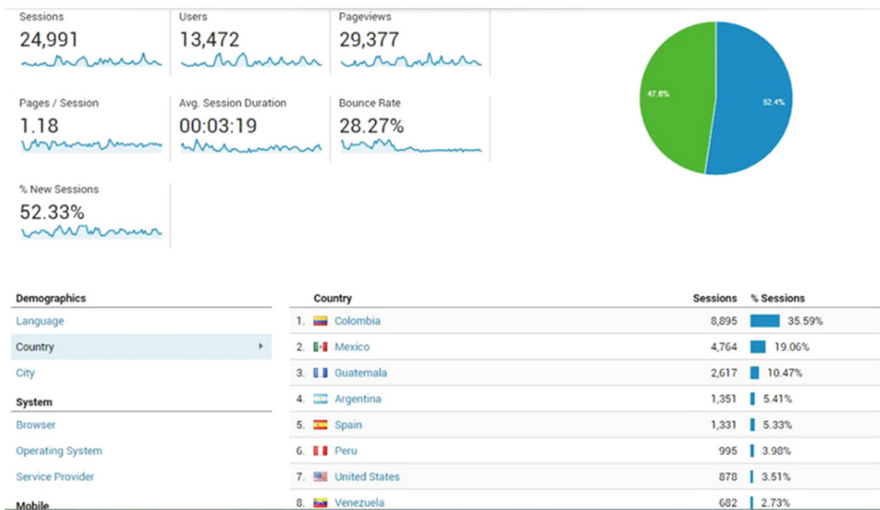 Sessions
24,991
Users
13,472
Pageviews
29,377
Pages / Session
1.18
Avg. Session Duration
00:03:19
Bounce Rate
28.27%
% New Sessions
52.33%
47.6%
52.4%
Demographics
Language
Country
City
System
Browser
Operating System
Service Provider
Mobile
Country Sessions % Sessions
1. Colombia 8,895 35.59%
2. Mexico 4,764 19.06%
3. Guatemala 2,617 10.47%
4. Argentina 1,351 5.41%
5. Spain 1,331 5.33%
6. Peru 995 3.98%
7. United States 878 3.51%
8. Venezuela 682 2.73%